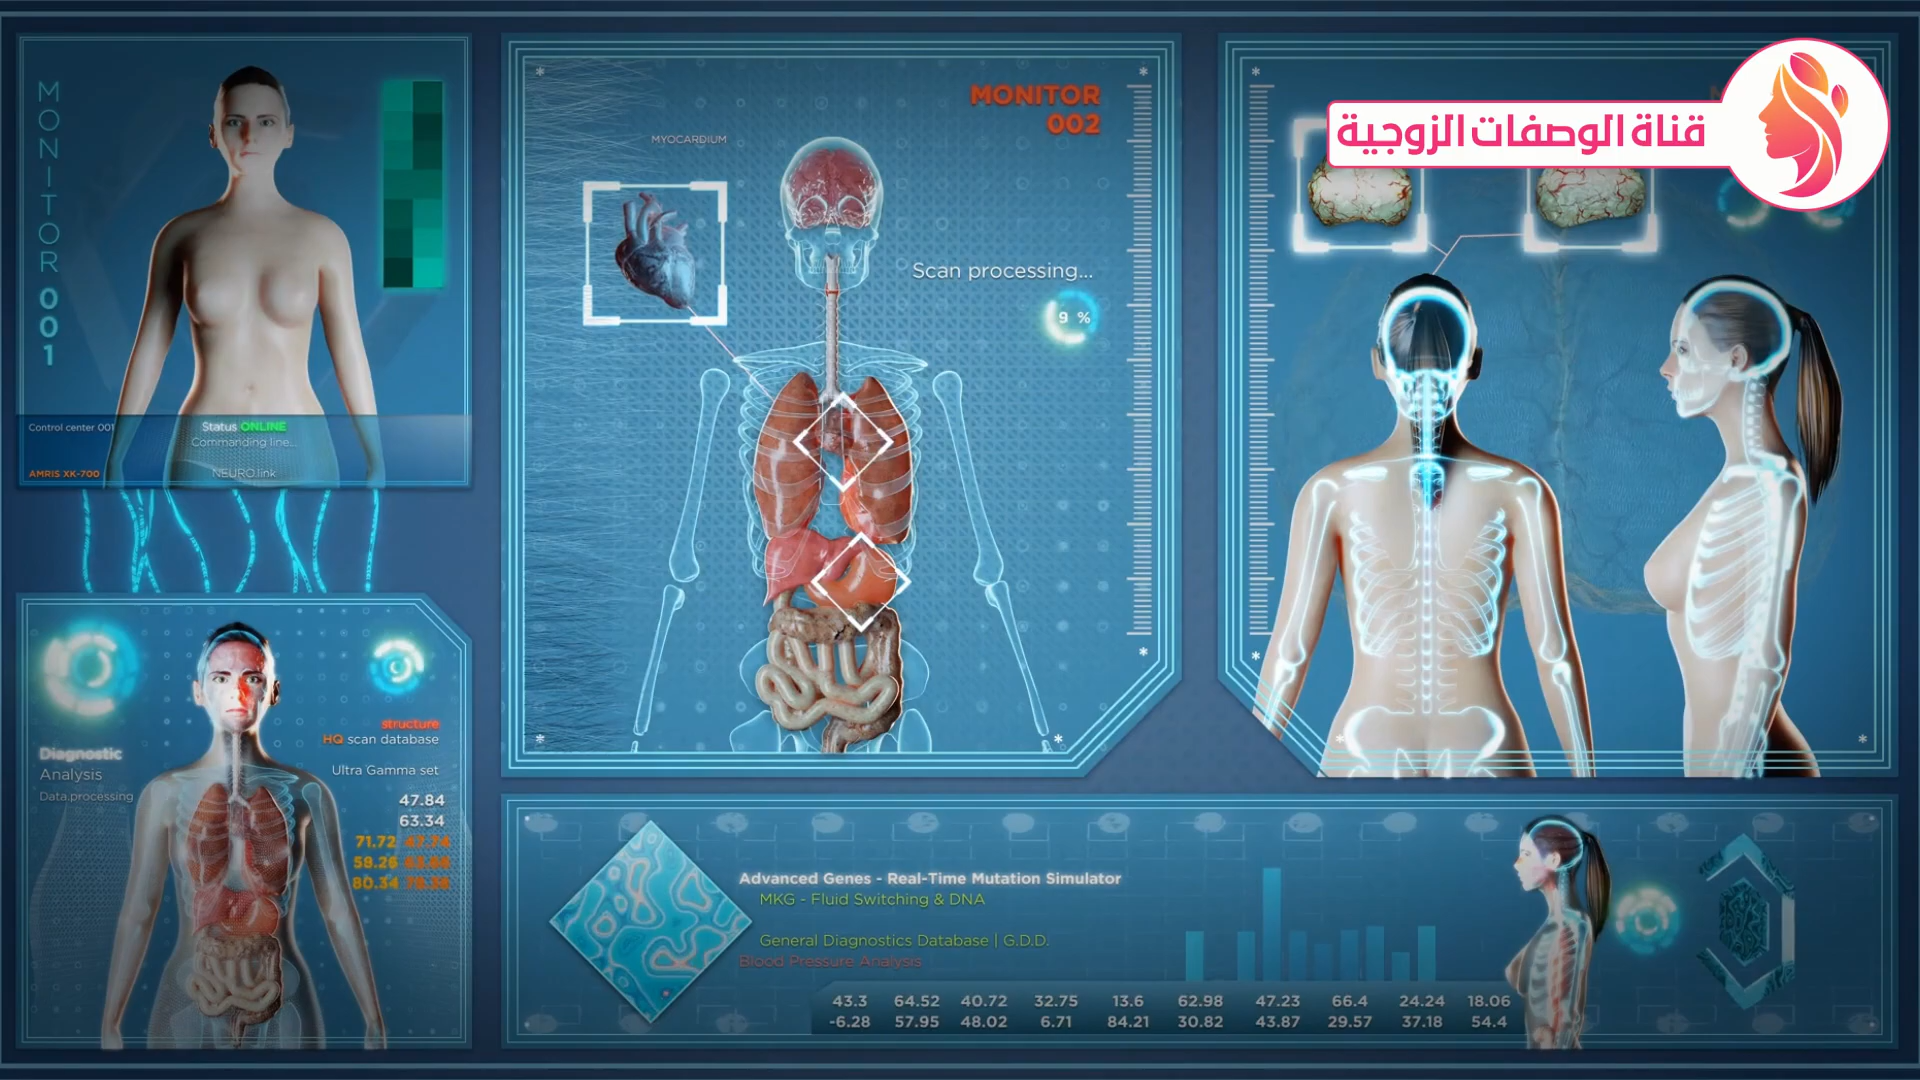 MONITOR 001
Control center 001
Status ONLINE
Commanding line...
AMRIS XK-700
NEURO.link
Diagnostic
Analysis
Data.processing
structure
HQ scan database
Ultra Gamma set
47.84
63.34
71.72 47.74
58.26
80.34
MYOCARDIUM
MONITOR
002
Scan processing...
9 %
قناة الوصفات الزوجية
Advanced Genes - Real-Time Mutation Simulator
MKG - Fluid Switching & DNA
General Diagnostics Database | G.D.D.
Blood Pressure Analysis
43.3 64.52 40.72 32.75 13.6 62.98 47.23 66.4 24.24 18.06
-6.28 57.95 48.02 6.71 84.21 30.82 43.87 29.57 37.18 54.4